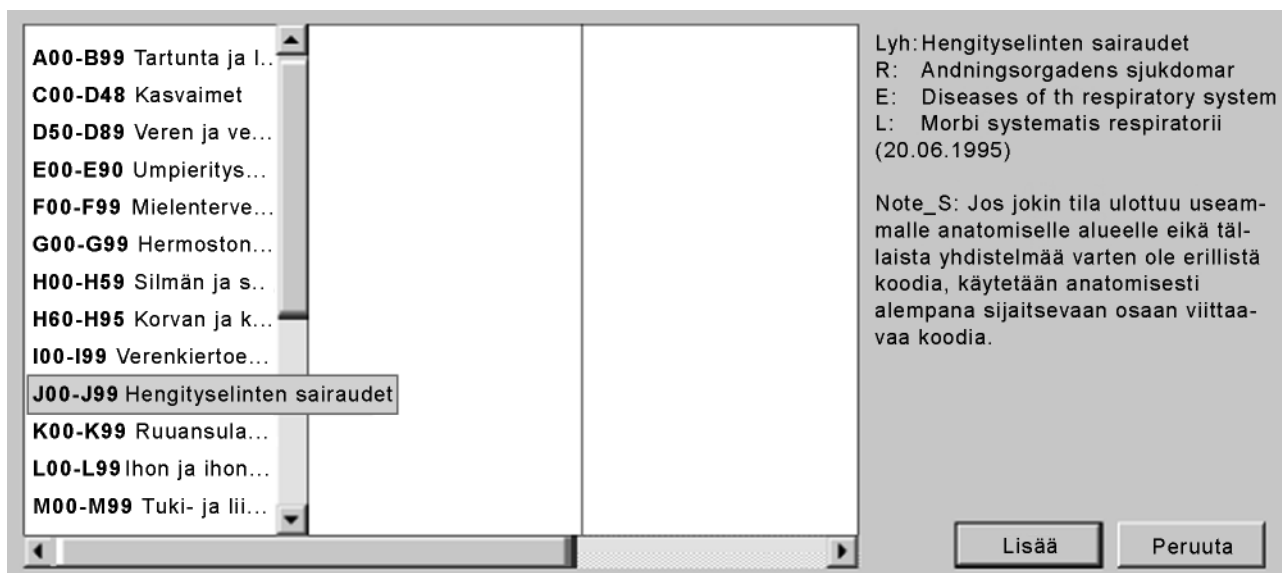 A00-B99 Tartunta ja l..
C00-D48 Kasvaimet
D50-D89 Veren ja ve...
E00-E90 Umpieritys...
F00-F99 Mielenterve...
G00-G99 Hermoston...
H00-H59 Silmän ja s..
H60-H95 Korvan ja k...
I00-I99 Verenkiertoe...
J00-J99 Hengityselinten sairaudet
K00-K99 Ruuansula...
L00-L99 Ihon ja ihon...
M00-M99 Tuki- ja lii...
Lyh: Hengityselinten sairaudet
R: Andningsorgadens sjukdomar
E: Diseases of th respiratory system
L: Morbi systematis respiratorii
(20.06.1995)
Note_S: Jos jokin tila ulottuu useam-
malle anatomiselle alueelle eikä täl-
laista yhdistelmää varten ole erillistä
koodia, käytetään anatomisesti
alempana sijaitsevaan osaan viittaa-
vaa koodia.
Lisää Peruuta